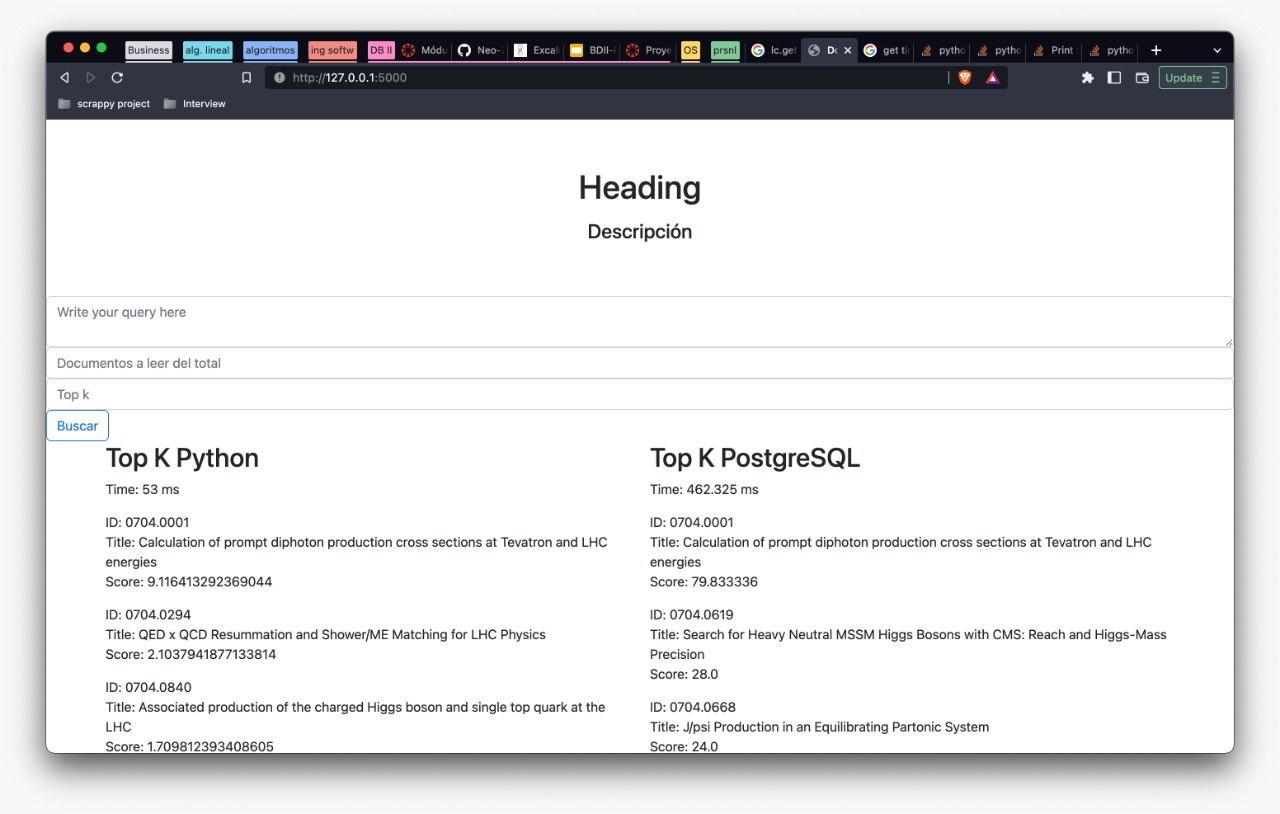 Business alg. lineal algoritmos ing softw DB II Módu Neo- Excali BDII- Proye OS prsnl lc.get Do get ti pytho pytho Print pytho
http://127.0.0.1:5000
Update
scrappy project Interview
Heading
Descripción
Write your query here
Documentos a leer del total
Top k
Buscar
Top K Python
Time: 53 ms
ID: 0704.0001
Title: Calculation of prompt diphoton production cross sections at Tevatron and LHC
energies
Score: 9.116413292369044
ID: 0704.0294
Title: QED x QCD Resummation and Shower/ME Matching for LHC Physics
Score: 2.1037941877133814
ID: 0704.0840
Title: Associated production of the charged Higgs boson and single top quark at the
LHC
Score: 1.709812393408605
Top K PostgreSQL
Time: 462.325 ms
ID: 0704.0001
Title: Calculation of prompt diphoton production cross sections at Tevatron and LHC
energies
Score: 79.833336
ID: 0704.0619
Title: Search for Heavy Neutral MSSM Higgs Bosons with CMS: Reach and Higgs-Mass
Precision
Score: 28.0
ID: 0704.0668
Title: J/psi Production in an Equilibrating Partonic System
Score: 24.0